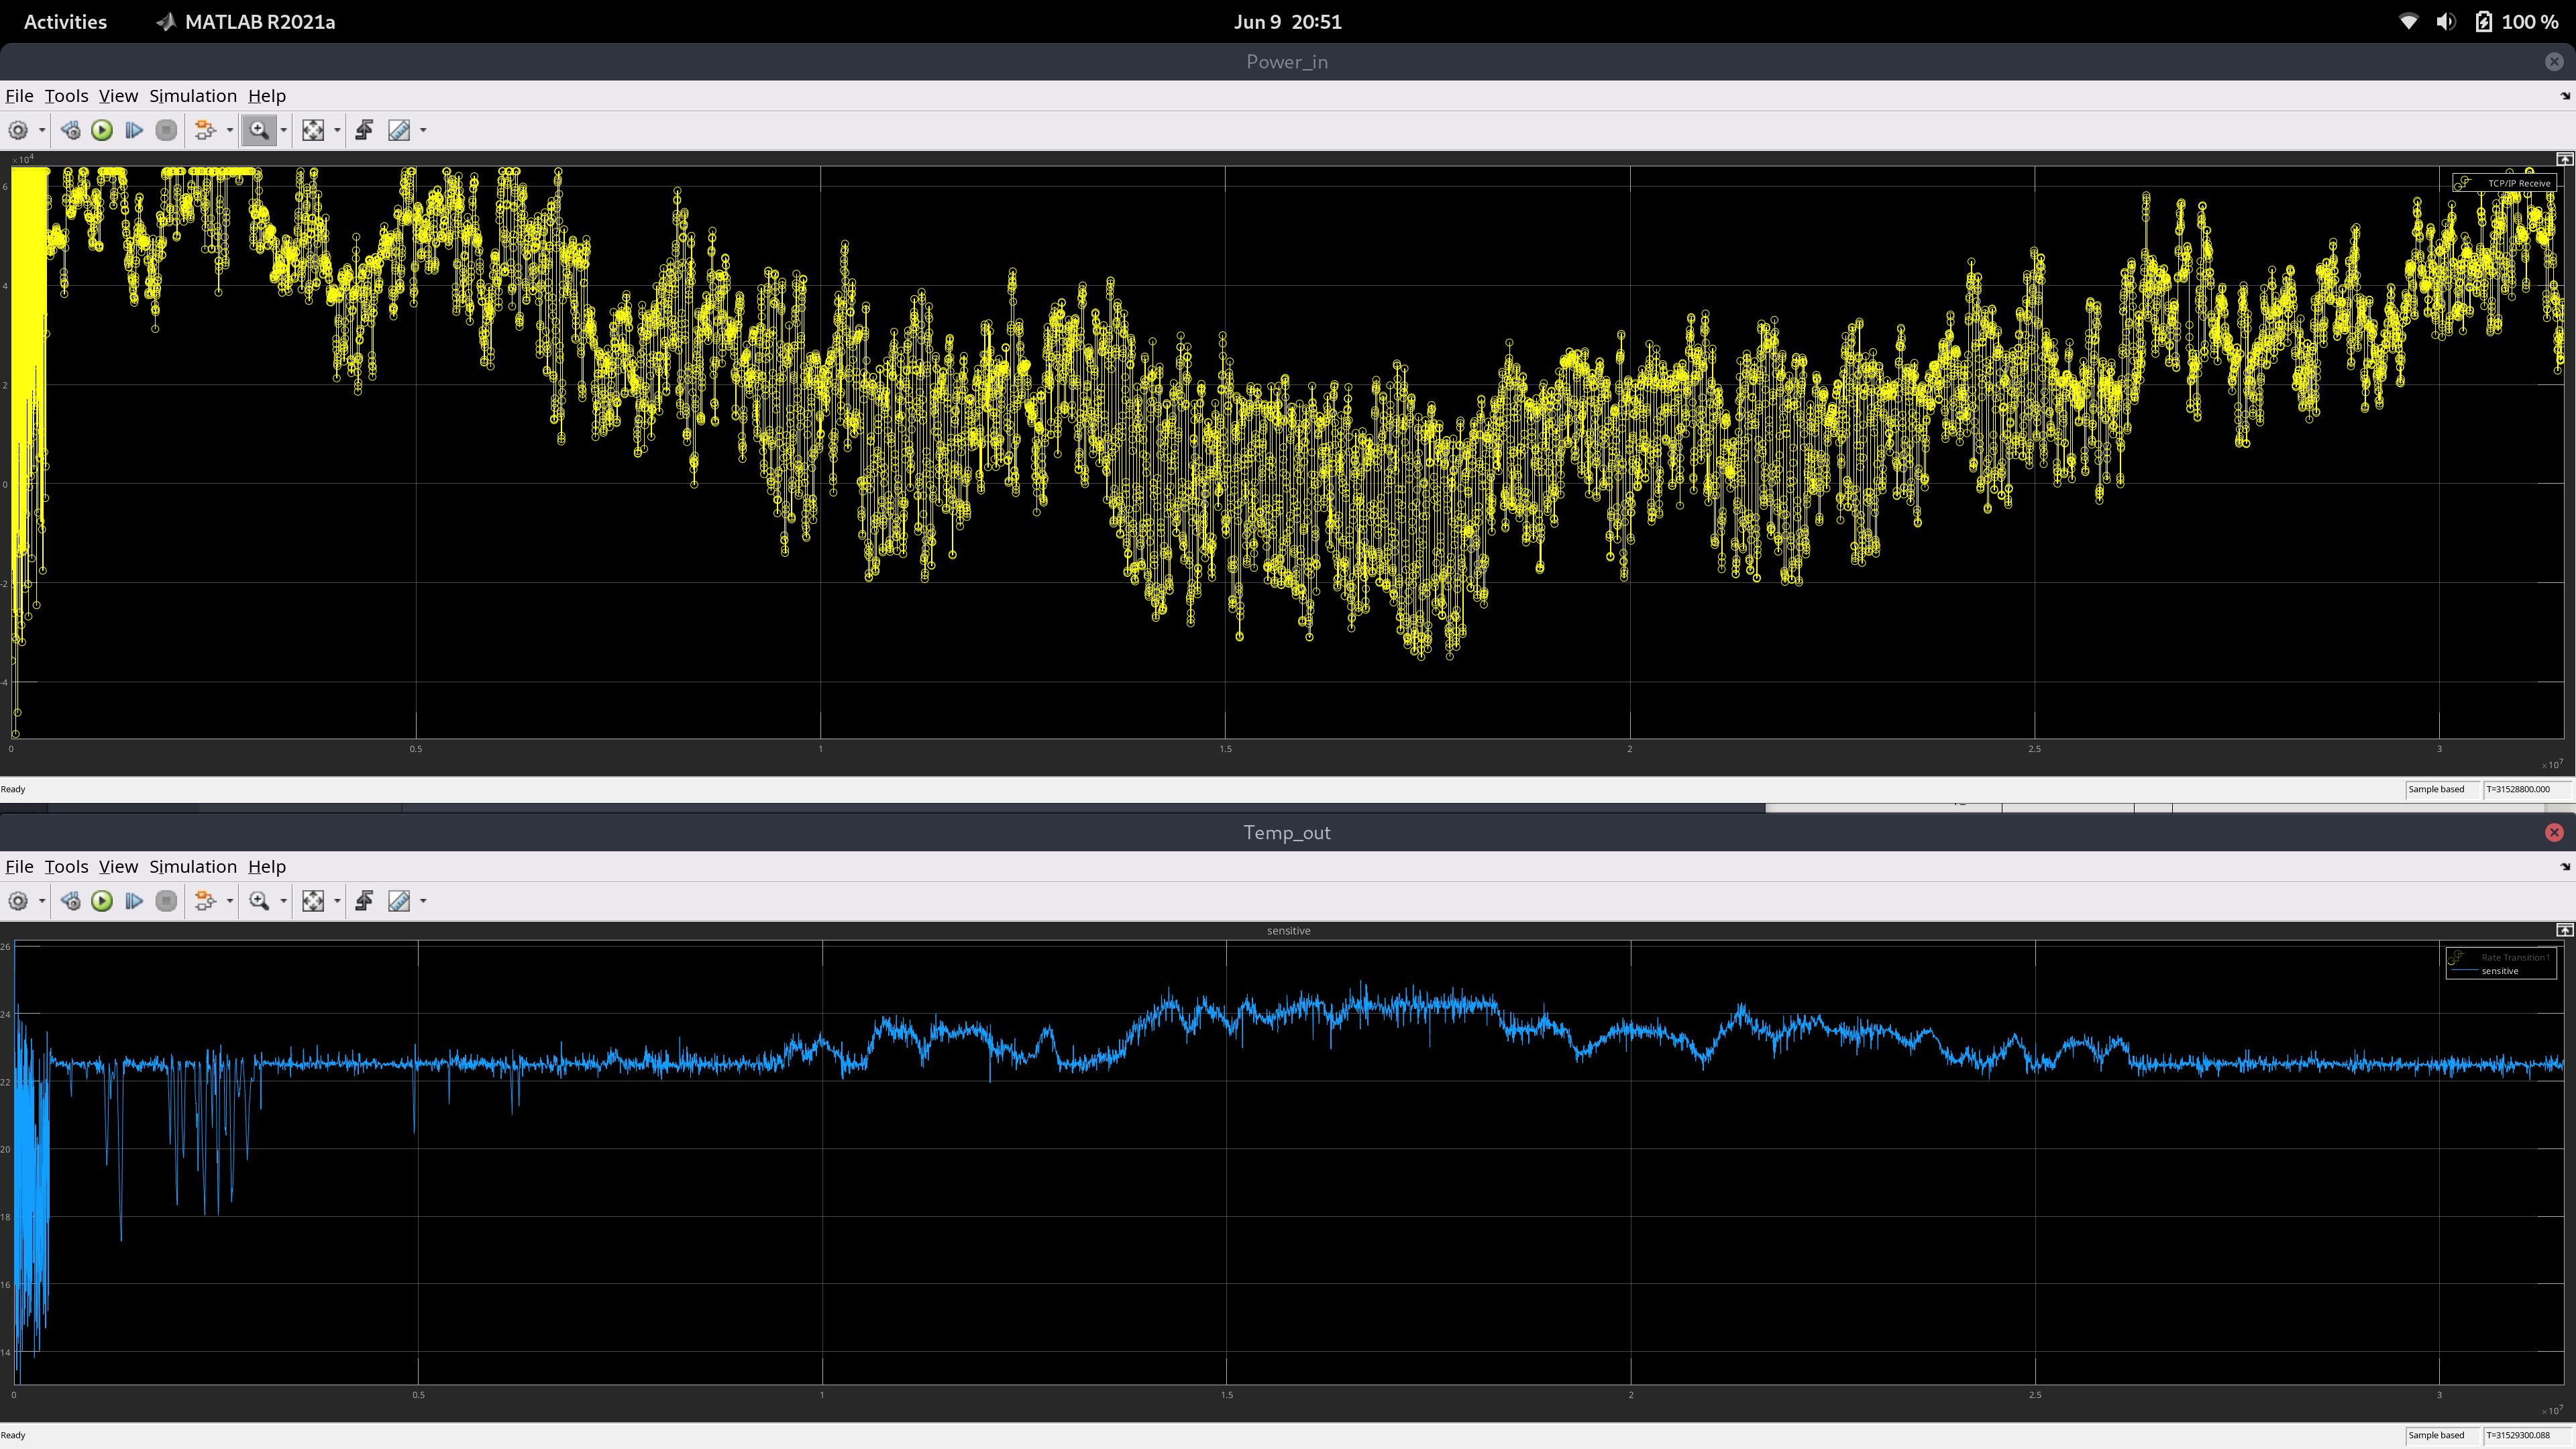 Activities MATLAB R2021a Jun 9 20:51 100 %
Power_in
File Tools View Simulation Help
×10^4
TCP/IP Receive
6
4
2
0
-2
-4
0 0.5 1 1.5 2 2.5 3
×10^7
Ready Sample based T=31528800.000
Temp_out
File Tools View Simulation Help
sensitive
26
Rate Transition1
sensitive
24
22
20
18
16
14
0 0.5 1 1.5 2 2.5 3
×10^7
Ready Sample based T=31529300.088